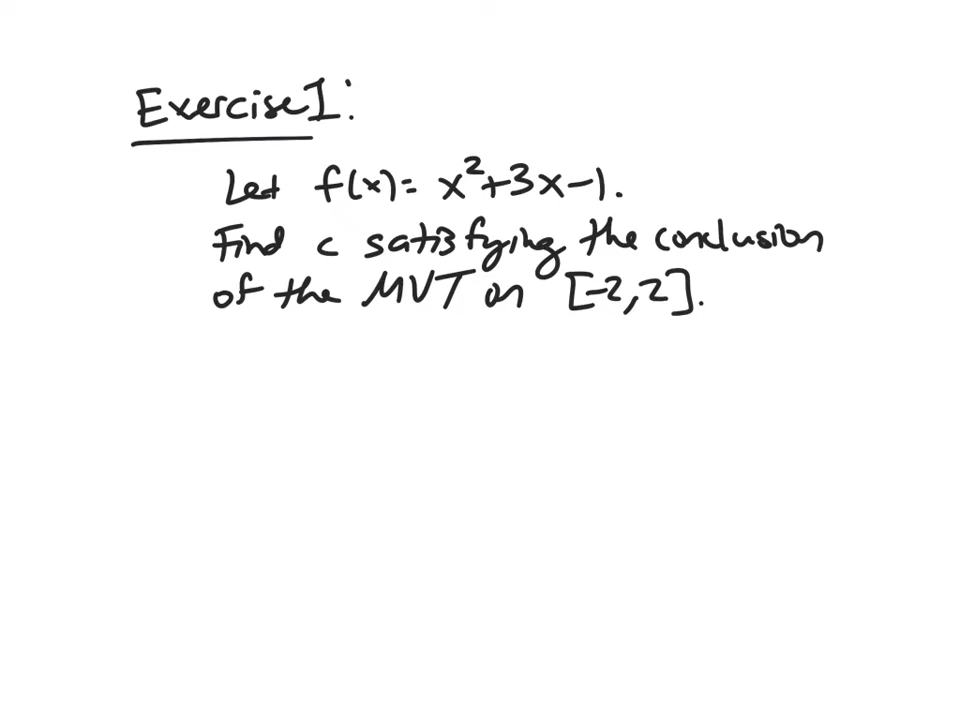 Exercise 1:
Let f(x) = x²+3x-1.
Find c satisfying the conclusion
of the MVT on [-2,2].